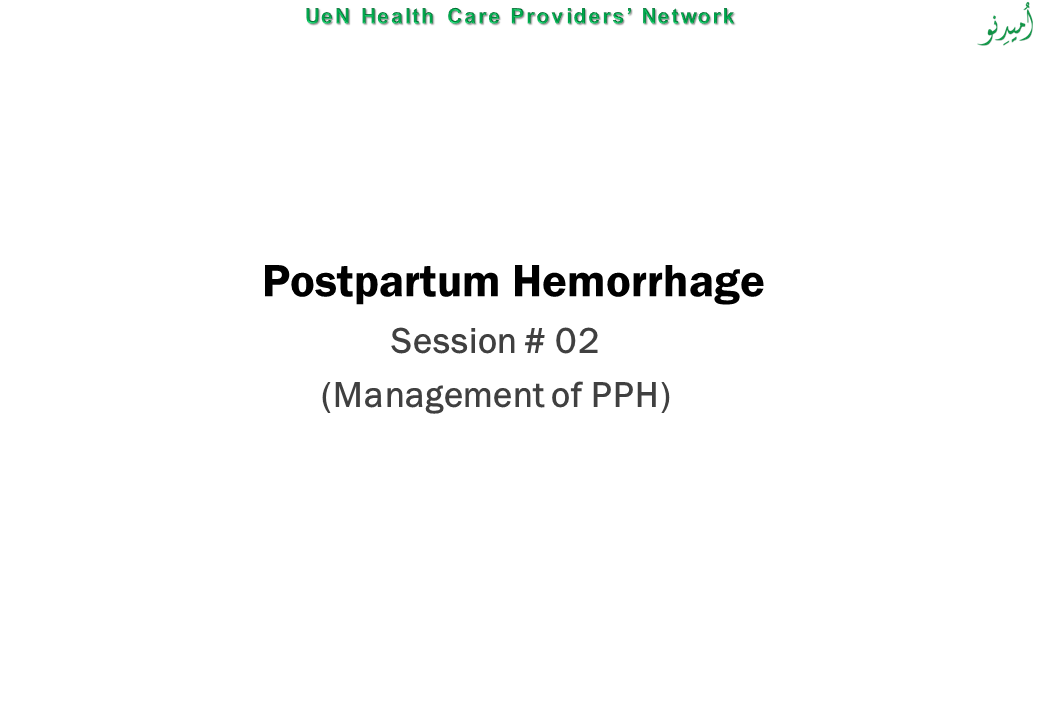 UeN Health Care Providers’ Network
اُمیدِنو
Postpartum Hemorrhage
Session # 02
(Management of PPH)